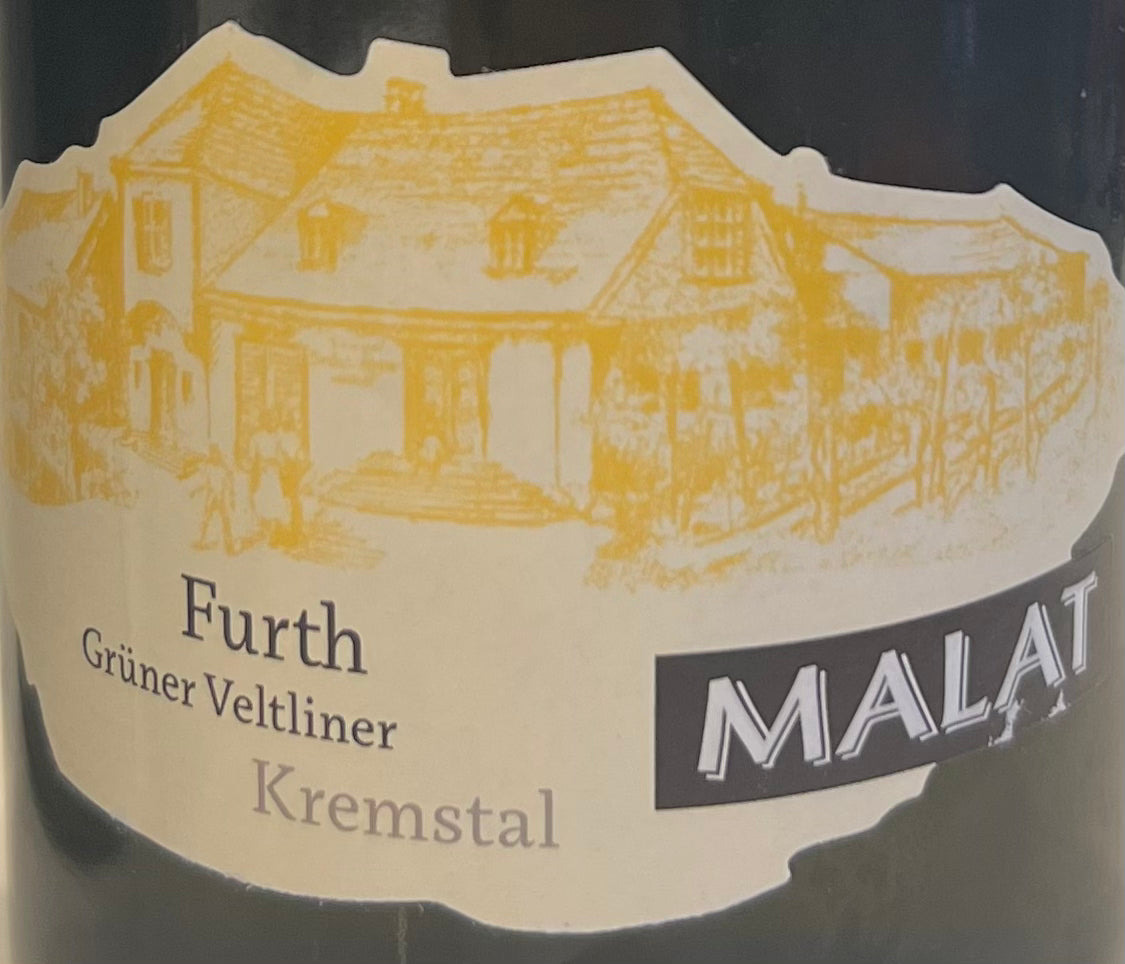 Furth
Grüner Veltliner
Kremstal
MALAT